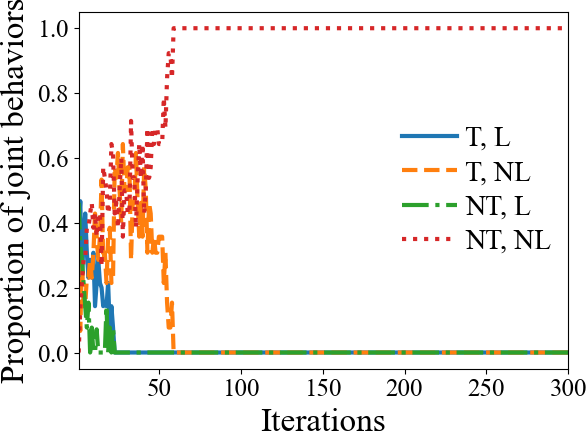 Proportion of joint behaviors
1.0
0.8
0.6
0.4
0.2
0.0
T, L
T, NL
NT, L
NT, NL
50
100
150
200
250
300
Iterations